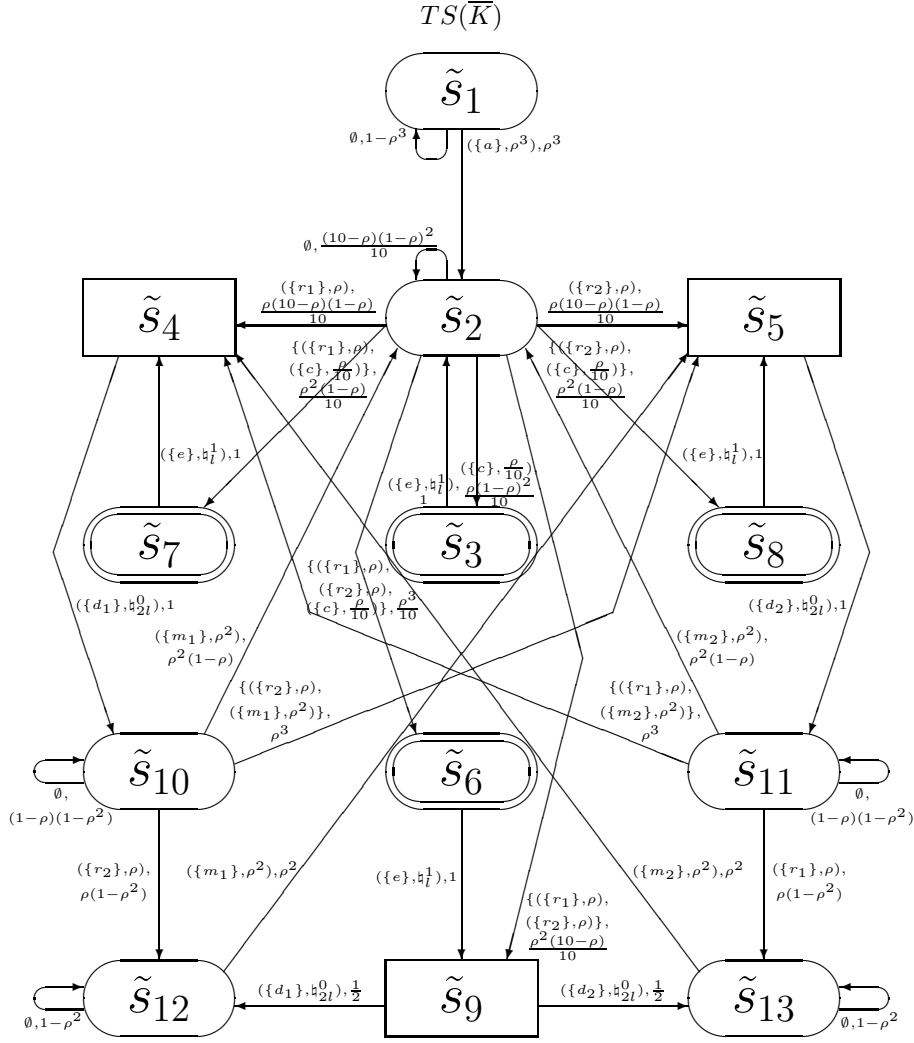 TS(K̅)
s̃₁
∅,1−ρ³
({a},ρ³),ρ³
∅, (10−ρ)(1−ρ)²/10
({r₁},ρ),
ρ(10−ρ)(1−ρ)/10
({r₂},ρ),
ρ(10−ρ)(1−ρ)/10
s̃₄
s̃₂
s̃₅
{({r₁},ρ),
({c},ρ/10)},
ρ²(1−ρ)/10
{({r₂},ρ),
({c},ρ/10)},
ρ²(1−ρ)/10
({e},♮ₗ¹),1
({e},♮ₗ¹),
1
({c},ρ/10),
ρ(1−ρ)²/10
({e},♮ₗ¹),1
s̃₇
s̃₃
s̃₈
({d₁},♮₂ₗ⁰),1
{({r₁},ρ),
({r₂},ρ),
({c},ρ/10)}, ρ³/10
({d₂},♮₂ₗ⁰),1
({m₁},ρ²),
ρ²(1−ρ)
({m₂},ρ²),
ρ²(1−ρ)
{({r₂},ρ),
({m₁},ρ²)},
ρ³
{({r₁},ρ),
({m₂},ρ²)},
ρ³
s̃₁₀
s̃₆
s̃₁₁
∅,
(1−ρ)(1−ρ²)
∅,
(1−ρ)(1−ρ²)
({r₂},ρ),
ρ(1−ρ²)
({m₁},ρ²),ρ²
({e},♮ₗ¹),1
({m₂},ρ²),ρ²
({r₁},ρ),
ρ(1−ρ²)
{({r₁},ρ),
({r₂},ρ)},
ρ²(10−ρ)/10
s̃₁₂
({d₁},♮₂ₗ⁰),1/2
s̃₉
({d₂},♮₂ₗ⁰),1/2
s̃₁₃
∅,1−ρ²
∅,1−ρ²